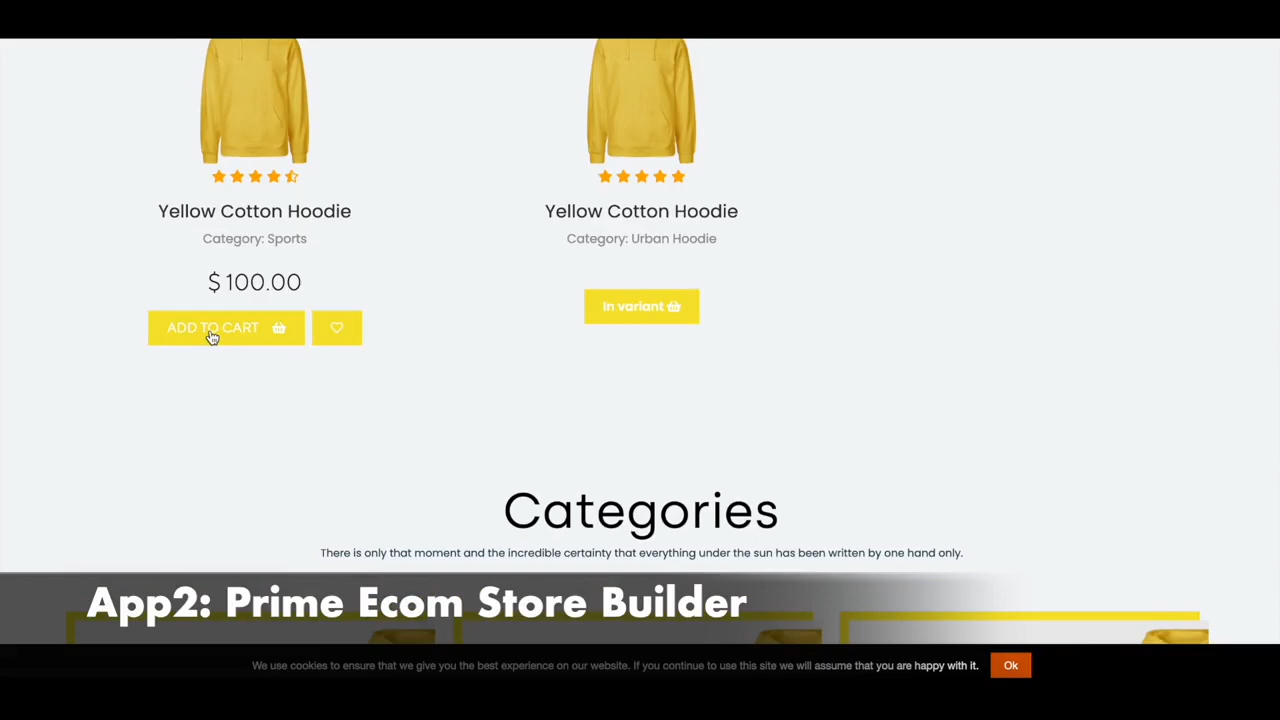 Yellow Cotton Hoodie
Category: Sports
$ 100.00
ADD TO CART
Yellow Cotton Hoodie
Category: Urban Hoodie
In variant
Categories
There is only that moment and the incredible certainty that everything under the sun has been written by one hand only.
App2: Prime Ecom Store Builder
We use cookies to ensure that we give you the best experience on our website. If you continue to use this site we will assume that you are happy with it.
Ok